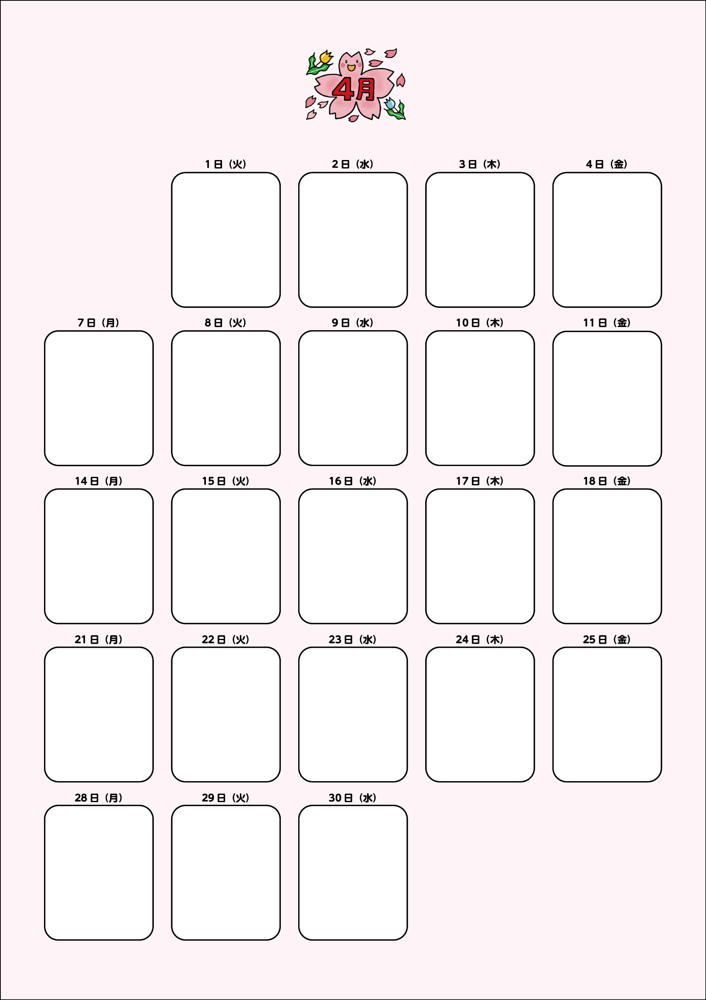 4月
1日（火） 2日（水） 3日（木） 4日（金）
7日（月） 8日（火） 9日（水） 10日（木） 11日（金）
14日（月） 15日（火） 16日（水） 17日（木） 18日（金）
21日（月） 22日（火） 23日（水） 24日（木） 25日（金）
28日（月） 29日（火） 30日（水）